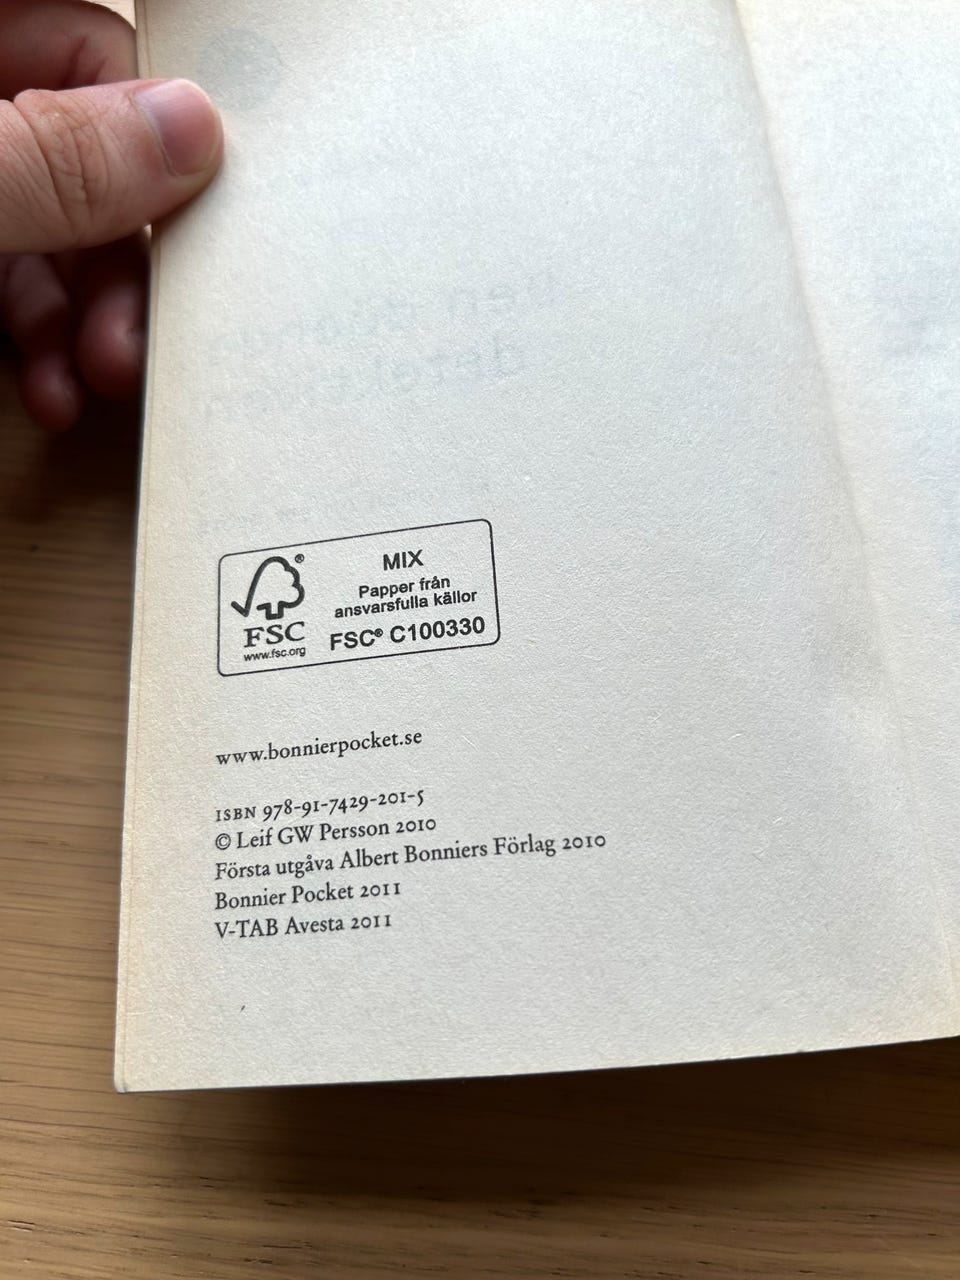 FSC®
www.fsc.org
MIX
Papper från
ansvarsfulla källor
FSC® C100330
www.bonnierpocket.se
ISBN 978-91-7429-201-5
© Leif GW Persson 2010
Första utgåva Albert Bonniers Förlag 2010
Bonnier Pocket 2011
V-TAB Avesta 2011